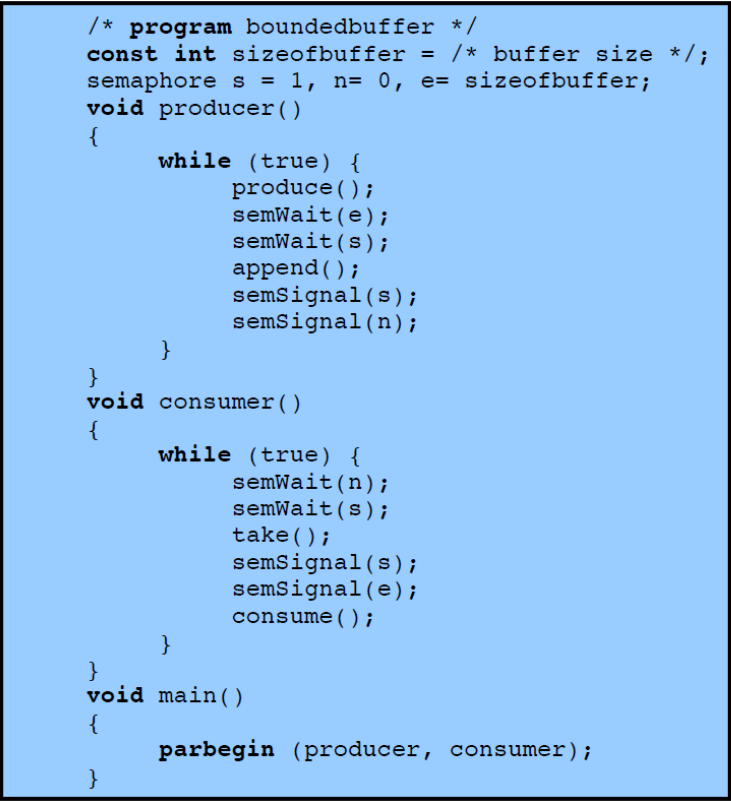 /* program boundedbuffer */
const int sizeofbuffer = /* buffer size */;
semaphore s = 1, n= 0, e= sizeofbuffer;
void producer()
{
while (true) {
produce();
semWait(e);
semWait(s);
append();
semSignal(s);
semSignal(n);
}
}
void consumer()
{
while (true) {
semWait(n);
semWait(s);
take();
semSignal(s);
semSignal(e);
consume();
}
}
void main()
{
parbegin (producer, consumer);
}